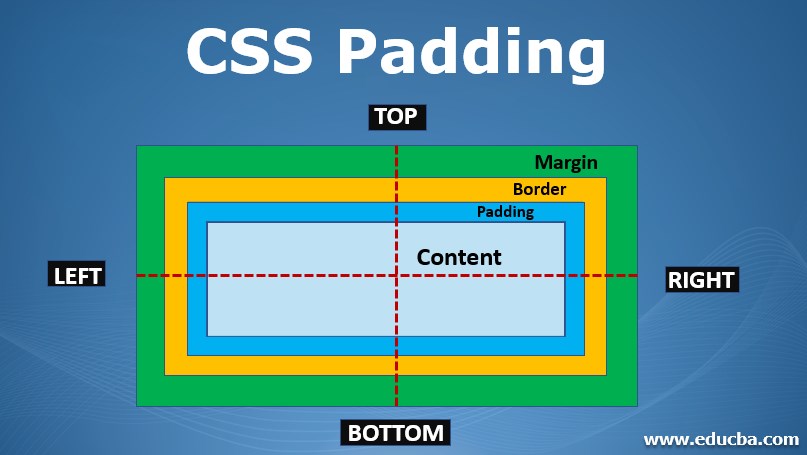 CSS Padding
TOP
Margin
Border
Padding
Content
LEFT
RIGHT
BOTTOM
www.educba.com